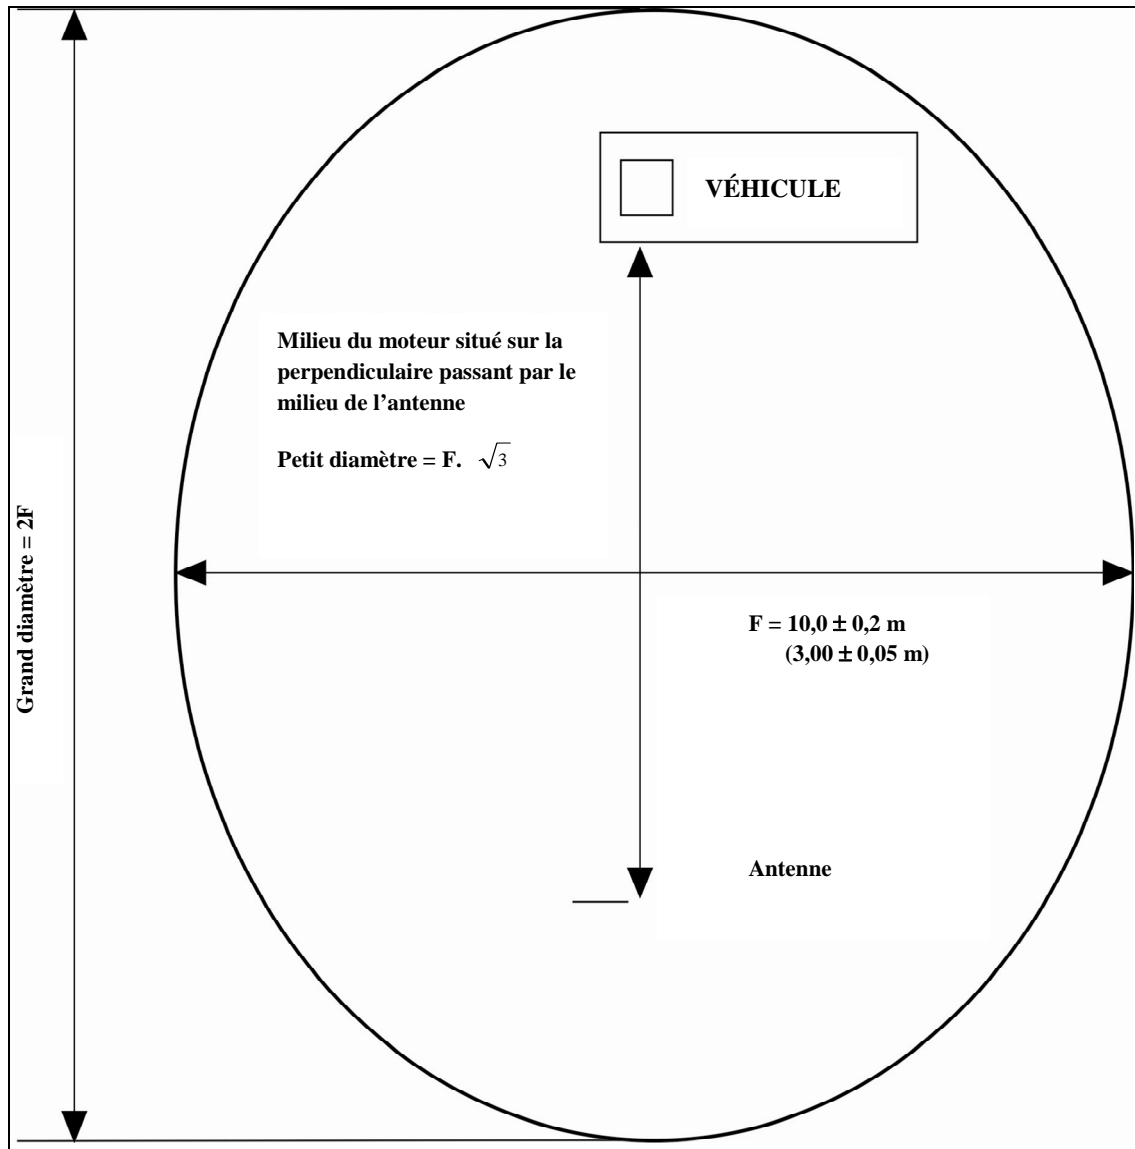 VÉHICULE
Milieu du moteur situé sur la
perpendiculaire passant par le
milieu de l’antenne
Petit diamètre = F. √3
Grand diamètre = 2F
F = 10,0 ± 0,2 m
(3,00 ± 0,05 m)
Antenne